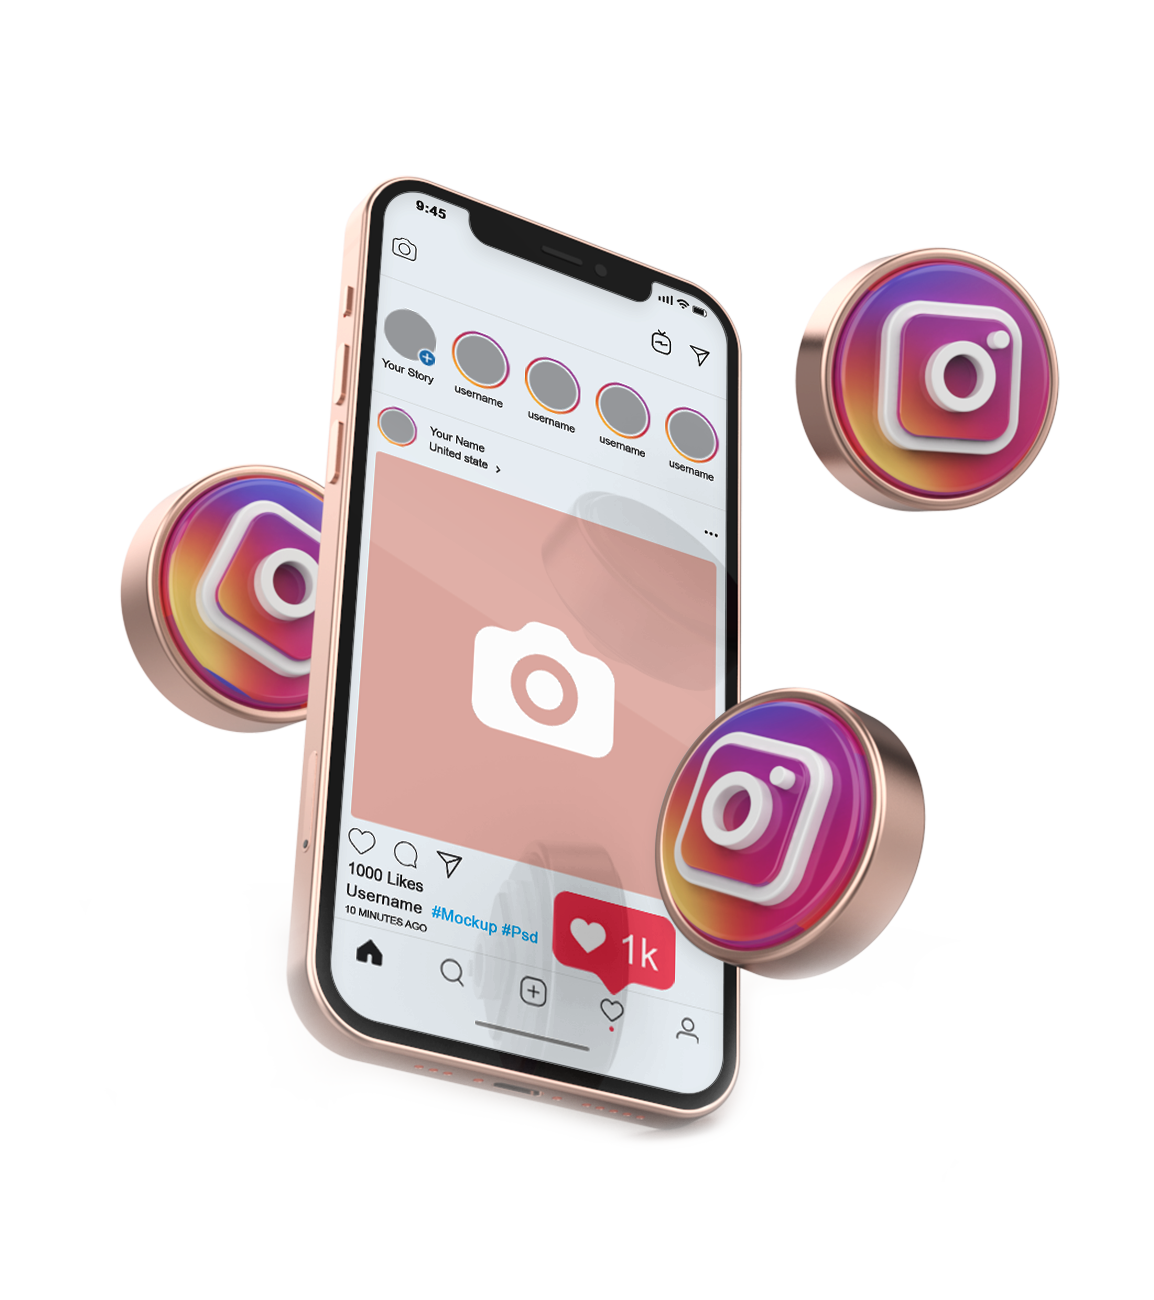 9:45
Your Story
username
username
username
username
Your Name
United state >
1000 Likes
Username #Mockup #Psd
10 MINUTES AGO
1k